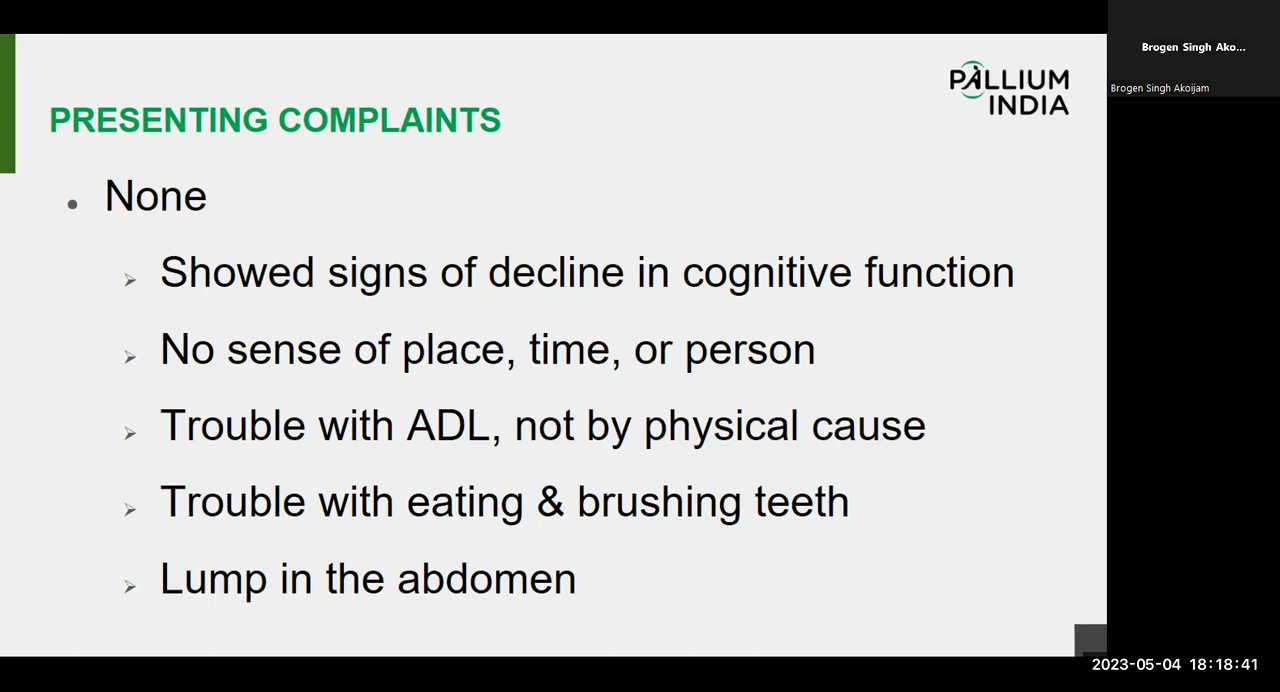 PALLIUM
INDIA
PRESENTING COMPLAINTS
• None
➢ Showed signs of decline in cognitive function
➢ No sense of place, time, or person
➢ Trouble with ADL, not by physical cause
➢ Trouble with eating & brushing teeth
➢ Lump in the abdomen
Brogen Singh Ako...
Brogen Singh Akoijam
2023-05-04 18:18:41